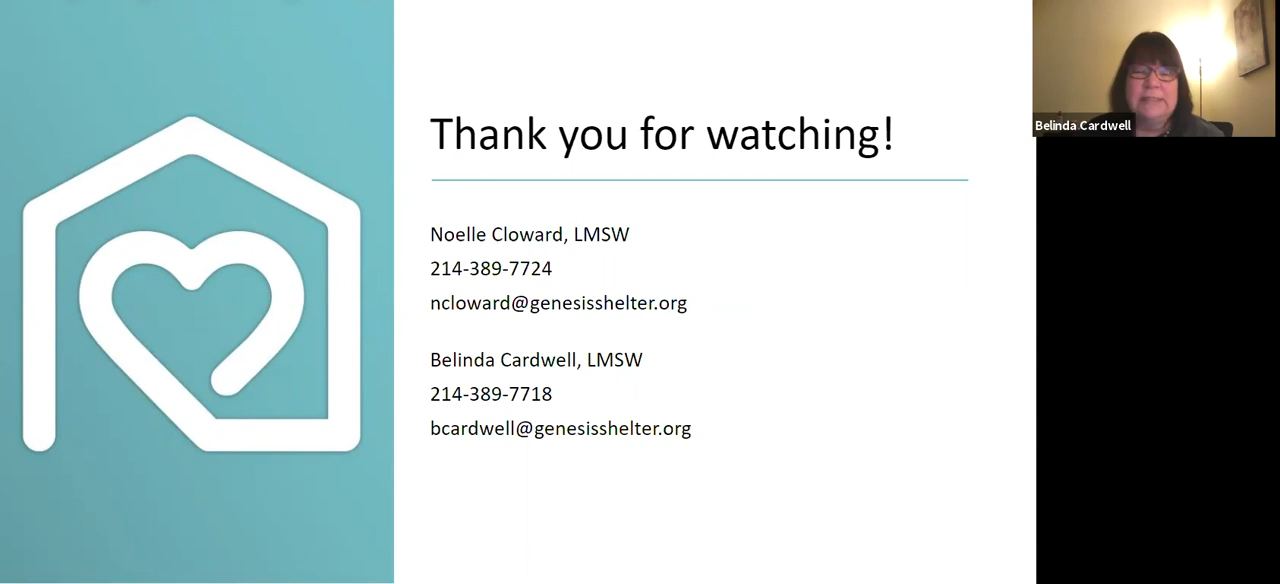 Thank you for watching!
Noelle Cloward, LMSW
214-389-7724
ncloward@genesisshelter.org
Belinda Cardwell, LMSW
214-389-7718
bcardwell@genesisshelter.org
Belinda Cardwell